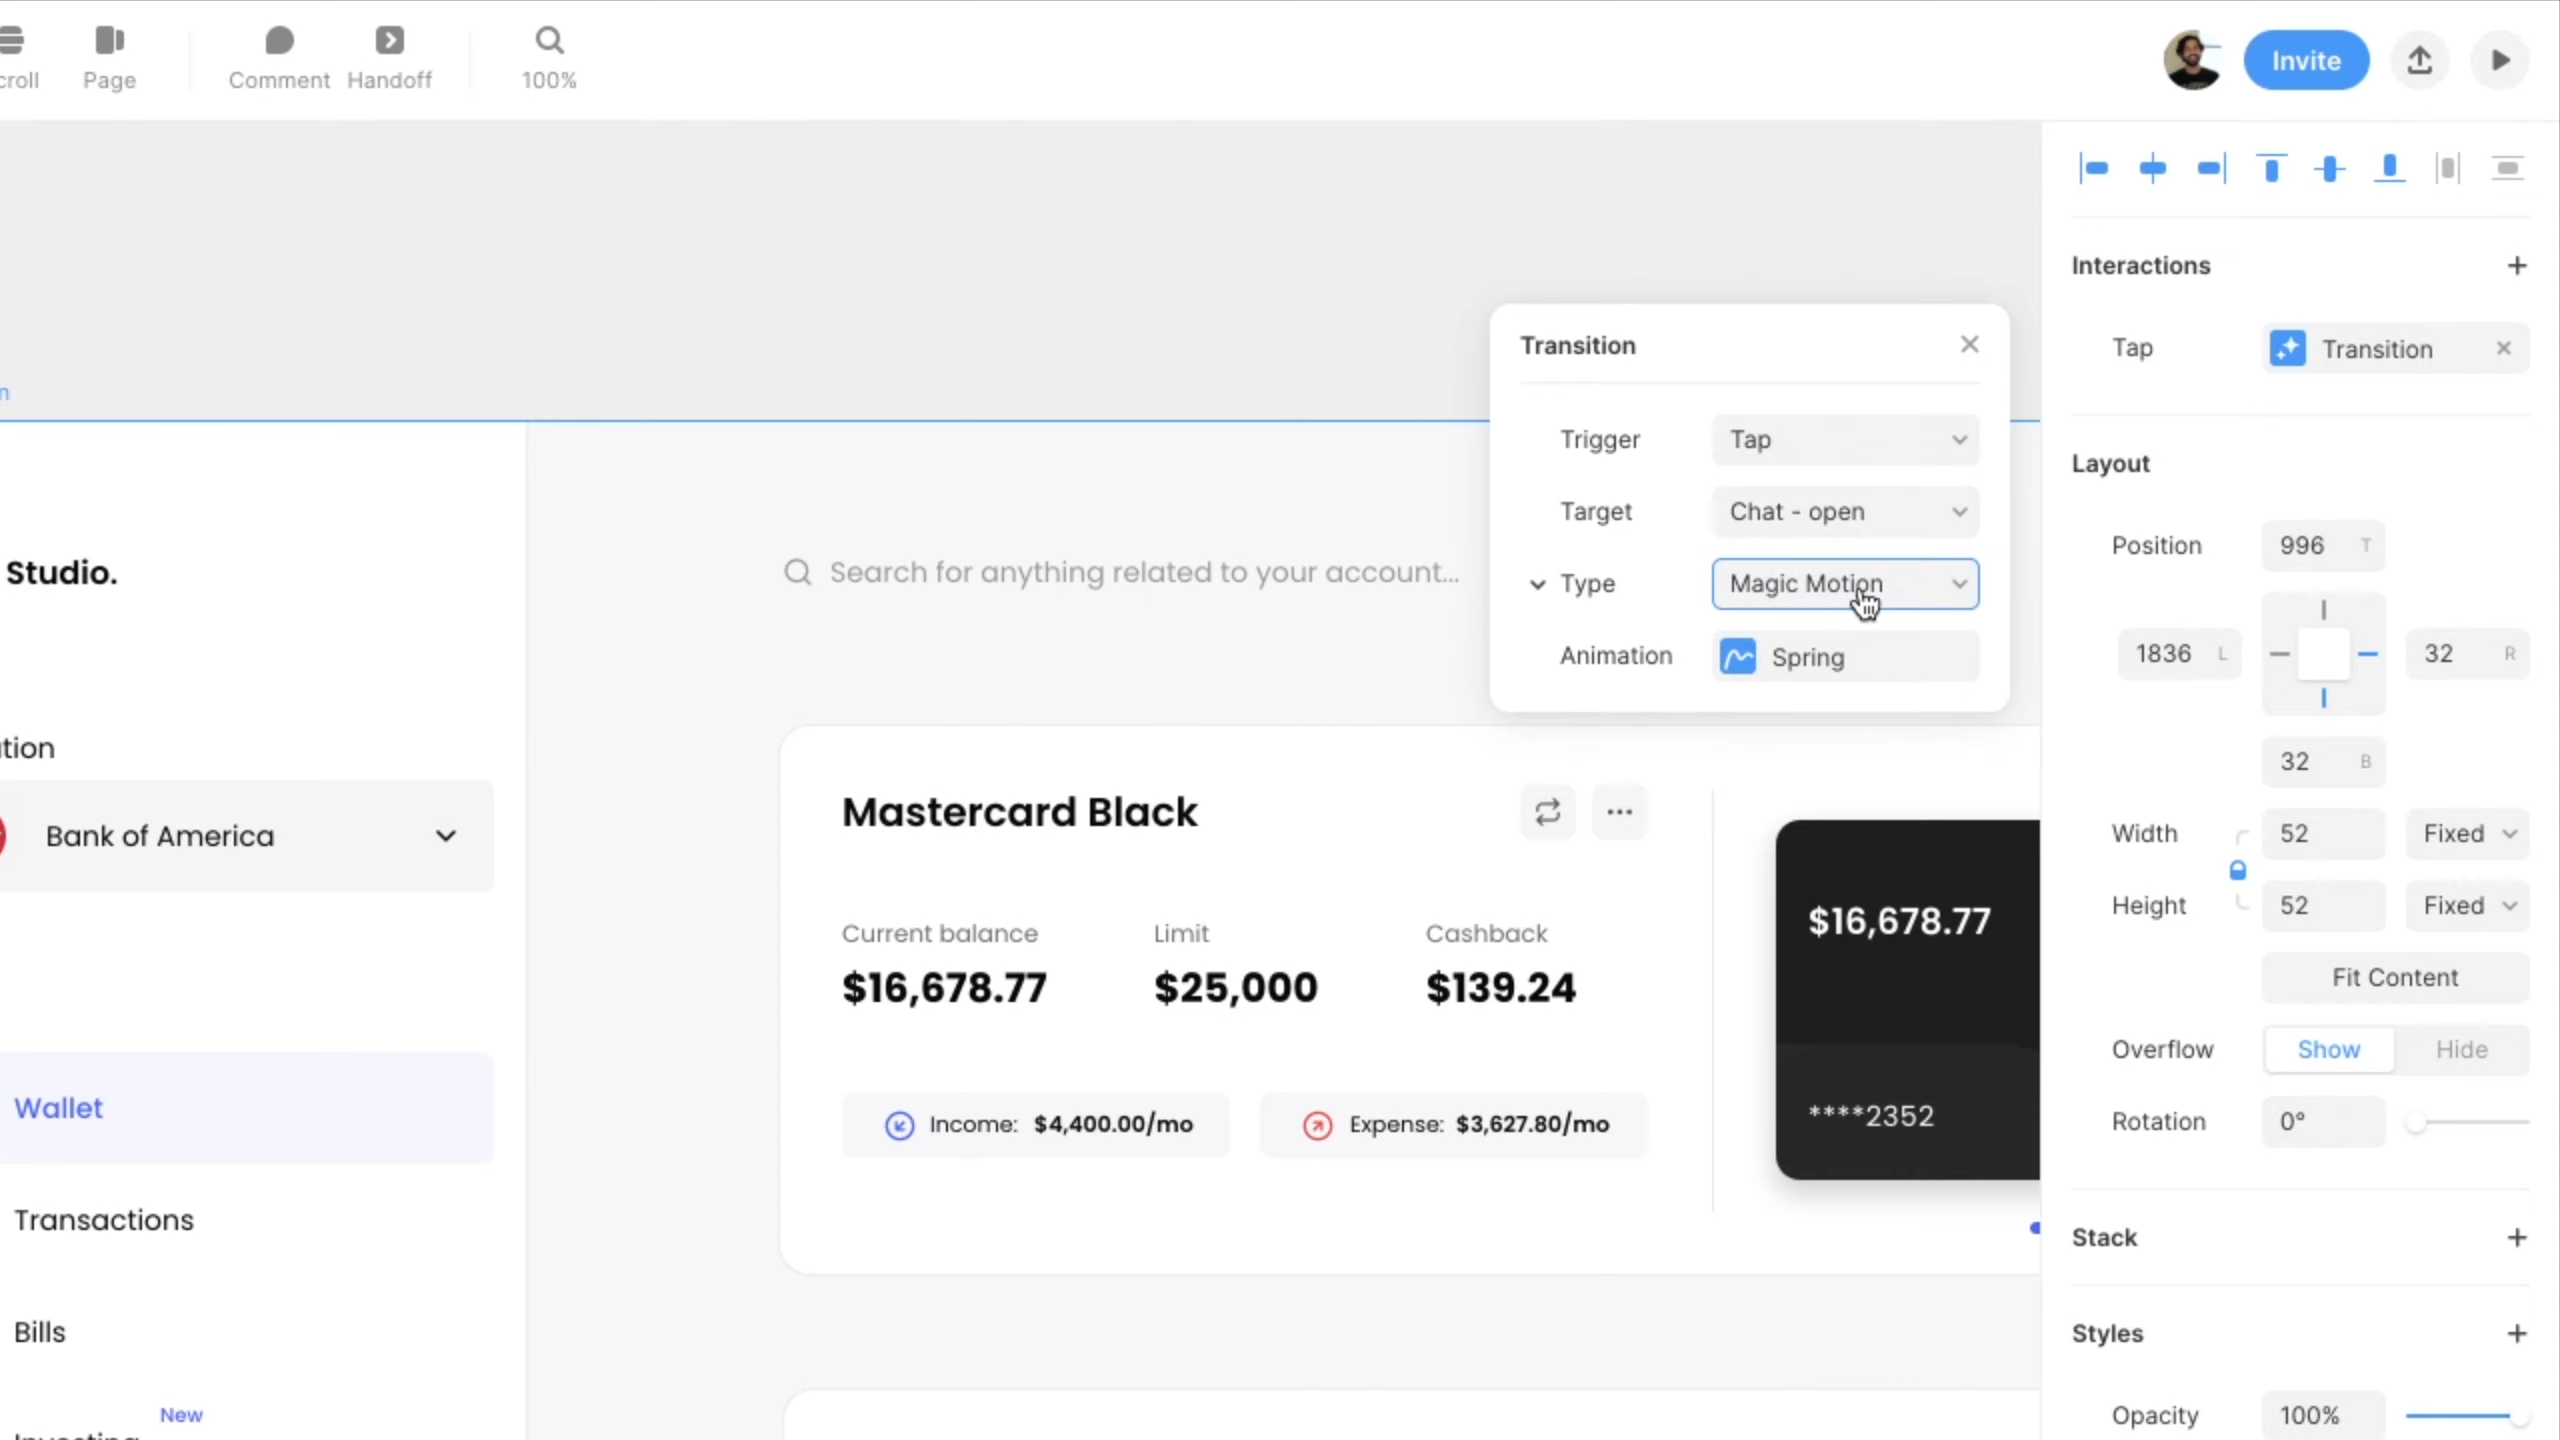 croll
Page
Comment
Handoff
100%
Invite
Interactions
Tap
Transition
Transition
Trigger
Tap
Target
Chat - open
Type
Magic Motion
Animation
Spring
Layout
Position
996 T
1836 L
32 R
32 B
Width
52
Fixed
Height
52
Fixed
Fit Content
Overflow
Show
Hide
Rotation
0°
Stack
Styles
Opacity
100%
n
Studio.
ation
Bank of America
Wallet
Transactions
Bills
New
Investing
Search for anything related to your account...
Mastercard Black
Current balance
Limit
Cashback
$16,678.77
$25,000
$139.24
Income: $4,400.00/mo
Expense: $3,627.80/mo
$16,678.77
****2352